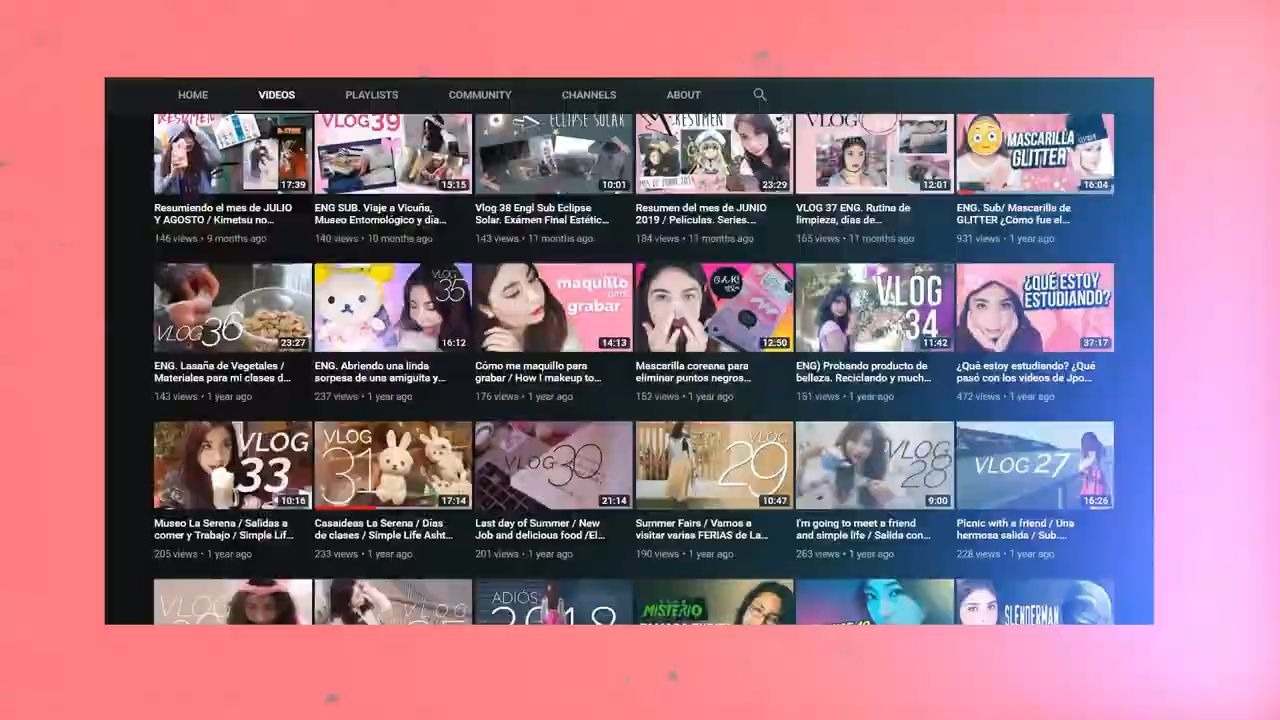 HOME VIDEOS PLAYLISTS COMMUNITY CHANNELS ABOUT
RESUMEN
17:39
VLOG39
15:15
ECLIPSE SOLAR
10:01
RESUMEN
MES DE JUNIO 2019
23:29
VLOG
12:01
MASCARILLA
GLITTER
16:04
Resumiendo el mes de JULIO
Y AGOSTO / Kimetsu no...
146 views • 9 months ago
ENG SUB. Viaje a Vicuña,
Museo Entomológico y día...
140 views • 10 months ago
Vlog 38 Engl Sub Eclipse
Solar. Exámen Final Estétic...
143 views • 11 months ago
Resumen del mes de JUNIO
2019 / Películas. Series....
184 views • 11 months ago
VLOG 37 ENG. Rutina de
limpieza, días de...
165 views • 11 months ago
ENG. Sub/ Mascarilla de
GLITTER ¿Cómo fue el...
931 views • 1 year ago
VLOG36
23:27
VLOG
35
16:12
maquillo
para
grabar
14:13
12:50
VLOG
34
11:42
¿QUÉ ESTOY
ESTUDIANDO?
37:17
ENG. Lasaña de Vegetales /
Materiales para mi clases d...
143 views • 1 year ago
ENG. Abriendo una linda
sorpesa de una amiguita y...
237 views • 1 year ago
Cómo me maquillo para
grabar / How I makeup to...
176 views • 1 year ago
Mascarilla coreana para
eliminar puntos negros...
152 views • 1 year ago
ENG) Probando producto de
belleza. Reciclando y much...
151 views • 1 year ago
¿Qué estoy estudiando? ¿Qué
pasó con los videos de Jpo...
472 views • 1 year ago
VLOG
33
10:16
VLOG
31
17:14
VLOG 30
21:14
VLOG
29
10:47
VLOG
28
9:00
VLOG 27
16:26
Museo La Serena / Salidas a
comer y Trabajo / Simple Lif...
205 views • 1 year ago
Casaideas La Serena / Días
de clases / Simple Life Asht...
233 views • 1 year ago
Last day of Summer / New
Job and delicious food /El...
201 views • 1 year ago
Summer Fairs / Vamos a
visitar varias FERIAS de La...
190 views • 1 year ago
I'm going to meet a friend
and simple life / Salida con...
263 views • 1 year ago
Picnic with a friend / Una
hermosa salida / Sub....
228 views • 1 year ago
VLOG
VLOG
ADIÓS
2018
MISTERIO
SLENDERMAN